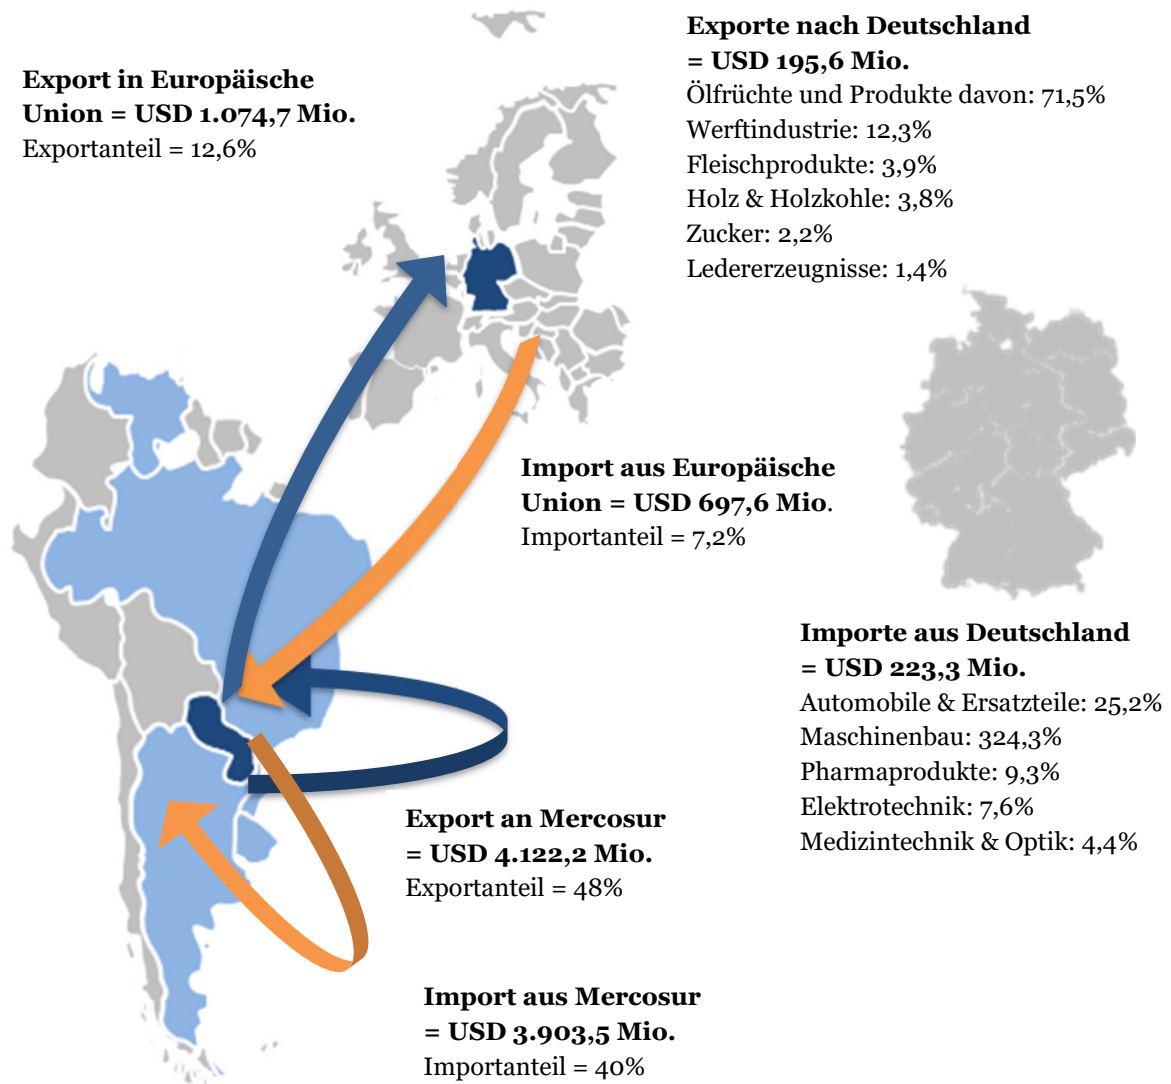 Export in Europäische
Union = USD 1.074,7 Mio.
Exportanteil = 12,6%
Exporte nach Deutschland
= USD 195,6 Mio.
Ölfrüchte und Produkte davon: 71,5%
Werftindustrie: 12,3%
Fleischprodukte: 3,9%
Holz & Holzkohle: 3,8%
Zucker: 2,2%
Ledererzeugnisse: 1,4%
Import aus Europäische
Union = USD 697,6 Mio.
Importanteil = 7,2%
Importe aus Deutschland
= USD 223,3 Mio.
Automobile & Ersatzteile: 25,2%
Maschinenbau: 324,3%
Pharmaprodukte: 9,3%
Elektrotechnik: 7,6%
Medizintechnik & Optik: 4,4%
Export an Mercosur
= USD 4.122,2 Mio.
Exportanteil = 48%
Import aus Mercosur
= USD 3.903,5 Mio.
Importanteil = 40%